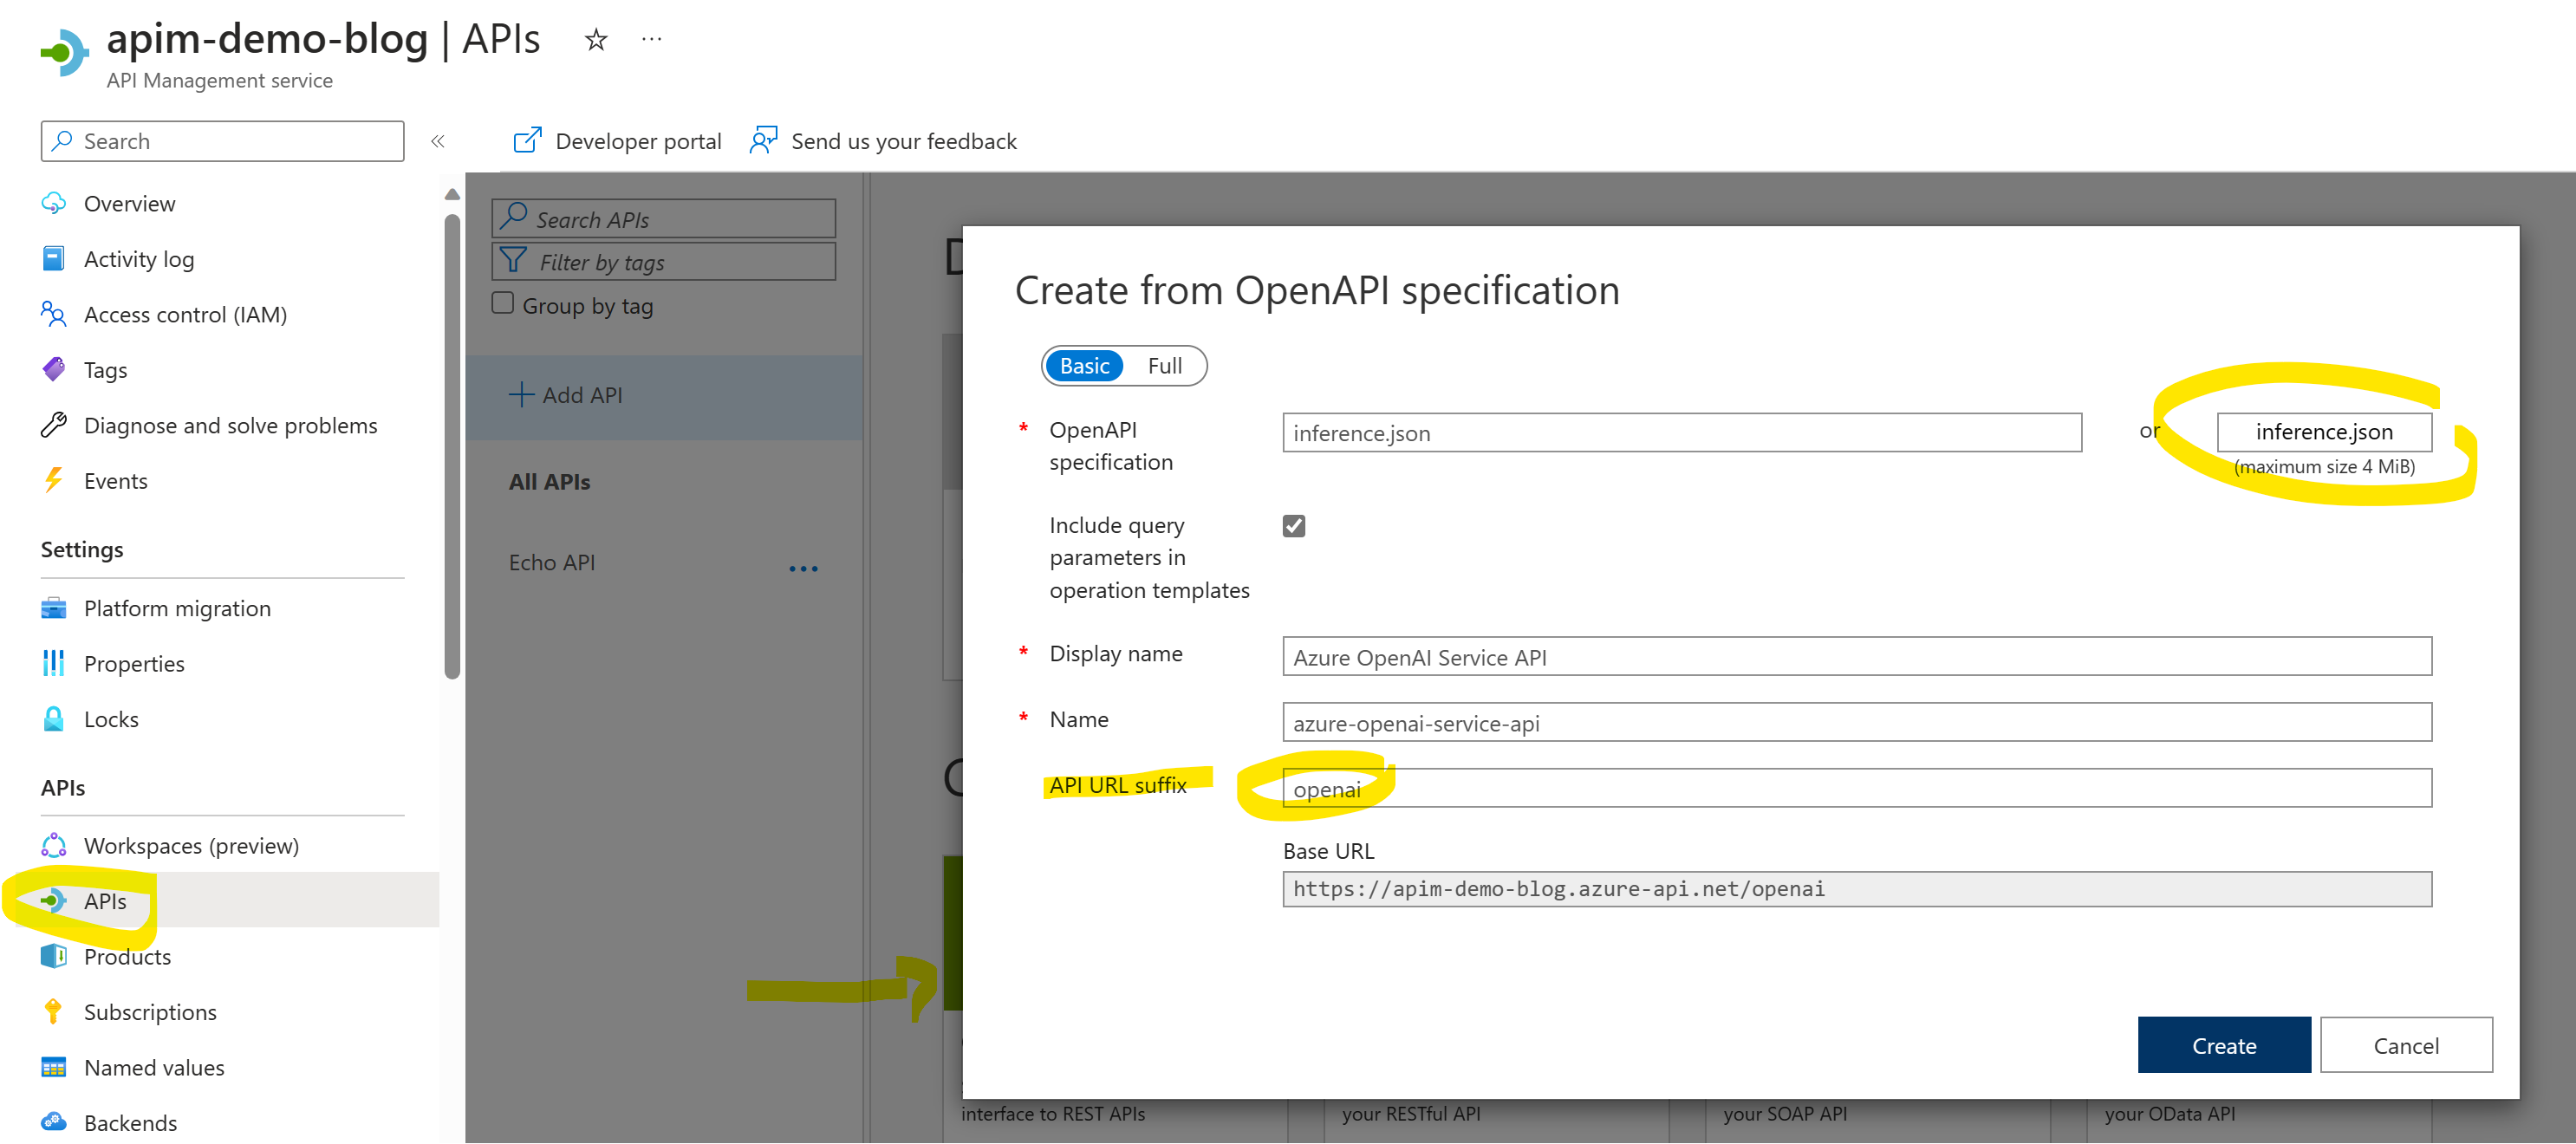 apim-demo-blog | APIs
API Management service
Search
Developer portal
Send us your feedback
Overview
Activity log
Access control (IAM)
Tags
Diagnose and solve problems
Events
Settings
Platform migration
Properties
Locks
APIs
Workspaces (preview)
APIs
Products
Subscriptions
Named values
Backends
Search APIs
Filter by tags
Group by tag
Add API
All APIs
Echo API
Create from OpenAPI specification
Basic Full
* OpenAPI
specification
inference.json
or
inference.json
(maximum size 4 MiB)
Include query
parameters in
operation templates
* Display name
Azure OpenAI Service API
* Name
azure-openai-service-api
API URL suffix
openai
Base URL
https://apim-demo-blog.azure-api.net/openai
Create
Cancel
interface to REST APIs
your RESTful API
your SOAP API
your OData API